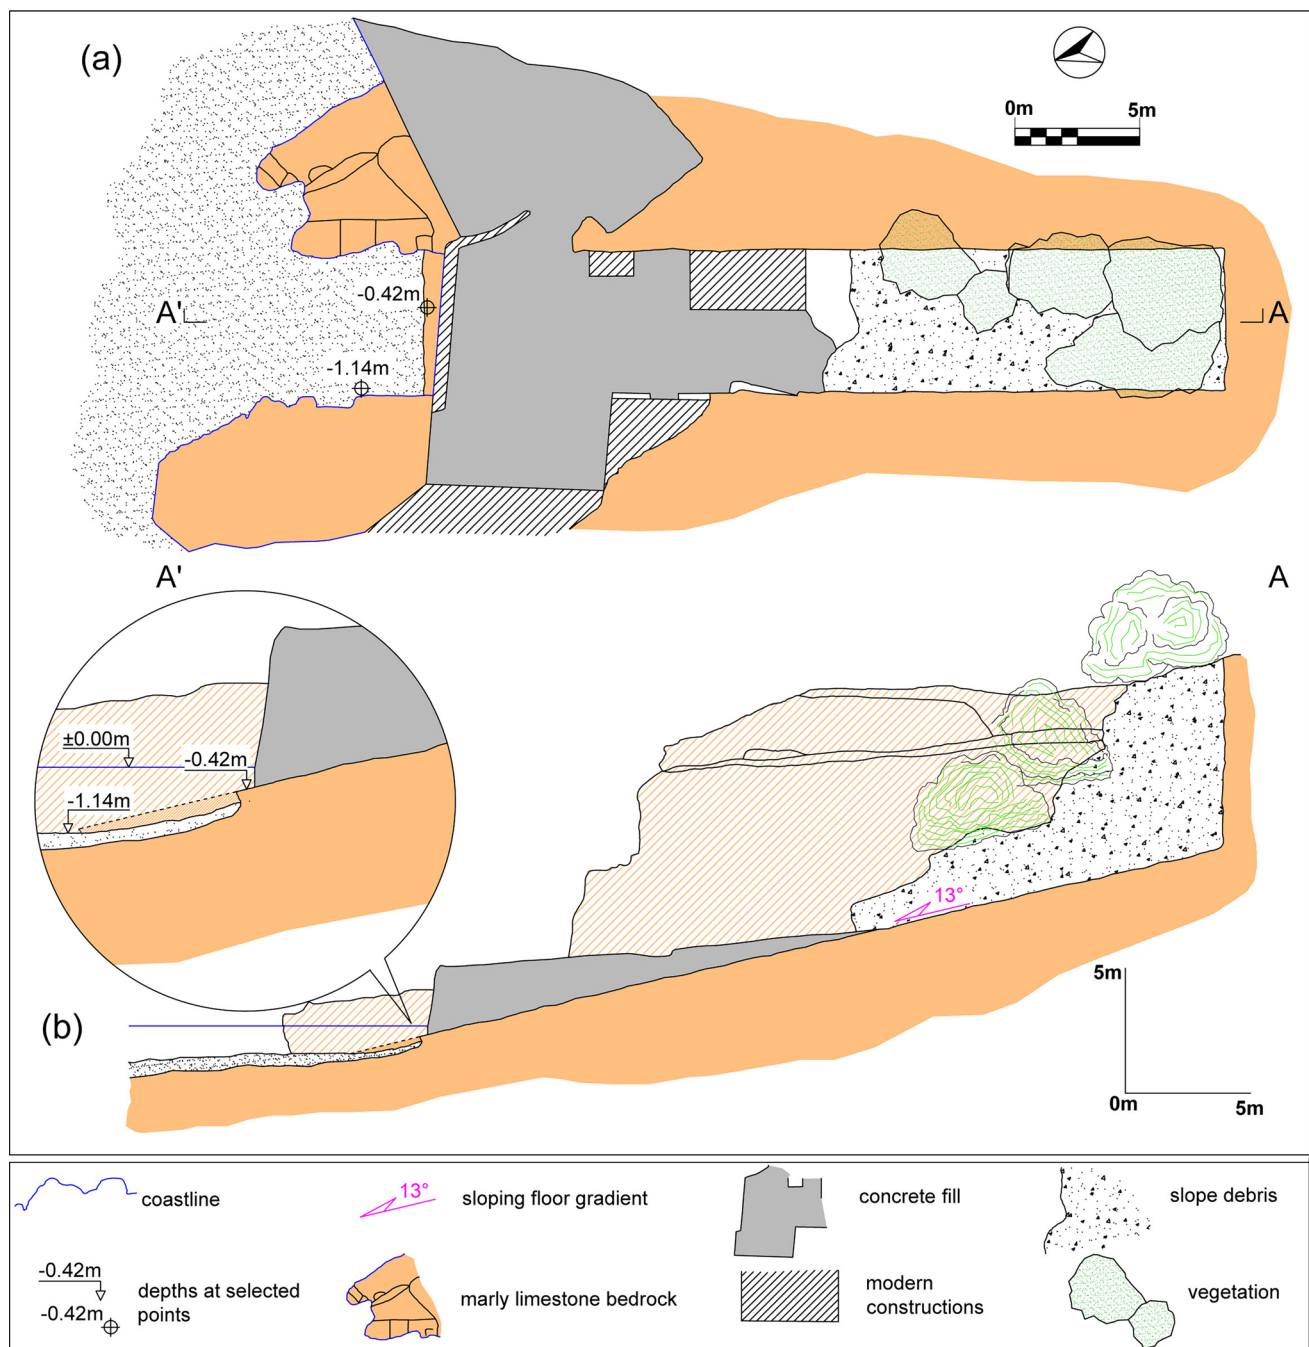 (a)
0m 5m
-0.42m
A' A
-1.14m
A' A
±0.00m
-0.42m
-1.14m
13°
(b)
5m
0m 5m
coastline
13° sloping floor gradient
concrete fill
slope debris
-0.42m
-0.42m
depths at selected
points
marly limestone bedrock
modern
constructions
vegetation